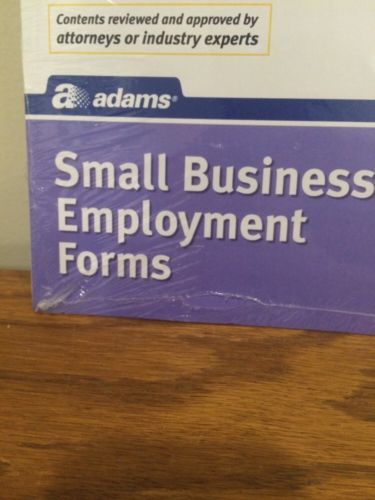 Contents reviewed and approved by
attorneys or industry experts
a adams®
Small Business
Employment
Forms